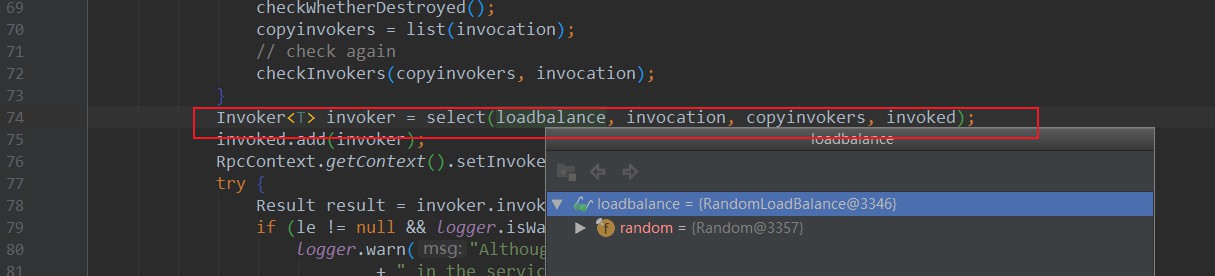 69 checkWhetherDestroyed();
70 copyinvokers = list(invocation);
71 // check again
72 checkInvokers(copyinvokers, invocation);
73 }
74 Invoker<T> invoker = select(loadbalance, invocation, copyinvokers, invoked);
75 invoked.add(invoker);
loadbalance
76 RpcContext.getContext().setInvoke
77 try {
78 Result result = invoker.invok
loadbalance = {RandomLoadBalance@3346}
79 if (le != null && logger.isWa
f random = {Random@3357}
80 logger.warn( msg: "Althoug
81 + " in the servic